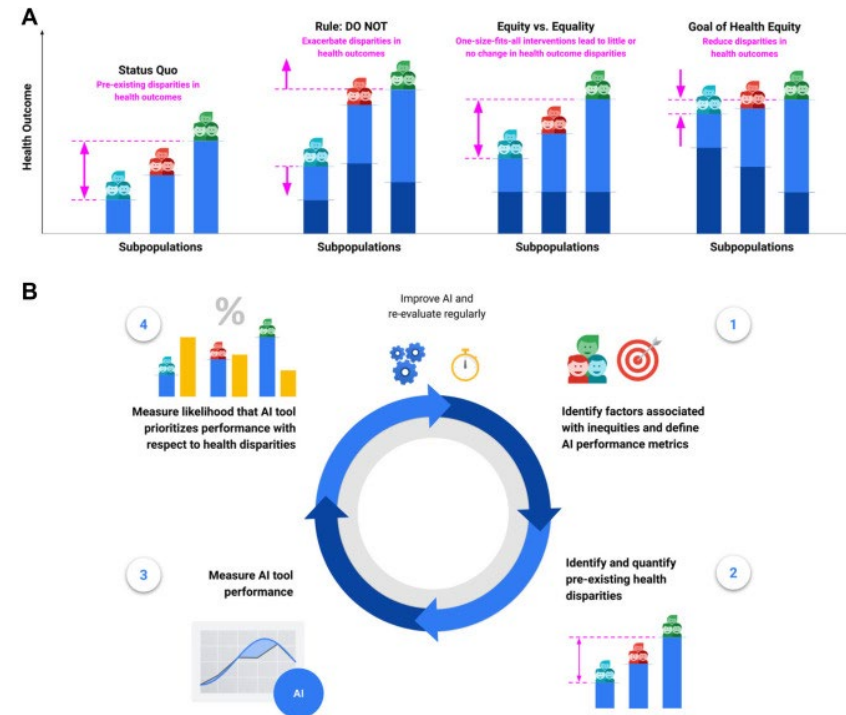 A
Status Quo
Pre-existing disparities in
health outcomes
Rule: DO NOT
Exacerbate disparities in
health outcomes
Equity vs. Equality
One-size-fits-all interventions lead to little or
no change in health outcome disparities
Goal of Health Equity
Reduce disparities in
health outcomes
Health Outcome
Subpopulations
Subpopulations
Subpopulations
Subpopulations
B
4
%
Measure likelihood that AI tool
prioritizes performance with
respect to health disparities
Improve AI and
re-evaluate regularly
1
Identify factors associated
with inequities and define
AI performance metrics
3
Measure AI tool
performance
AI
Identify and quantify
pre-existing health
disparities
2